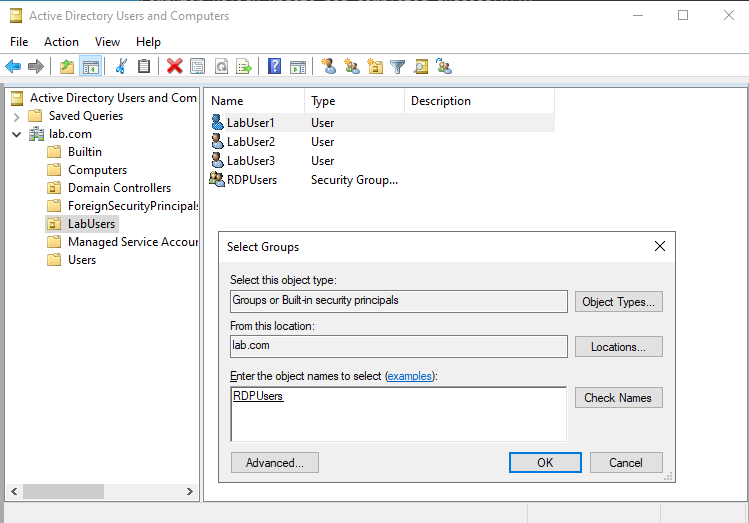 Active Directory Users and Computers
File Action View Help
Active Directory Users and Com
Saved Queries
lab.com
Builtin
Computers
Domain Controllers
ForeignSecurityPrincipals
LabUsers
Managed Service Accour
Users
Name Type Description
LabUser1 User
LabUser2 User
LabUser3 User
RDPUsers Security Group...
Select Groups
Select this object type:
Groups or Built-in security principals Object Types...
From this location:
lab.com Locations...
Enter the object names to select (examples):
RDPUsers Check Names
Advanced... OK Cancel